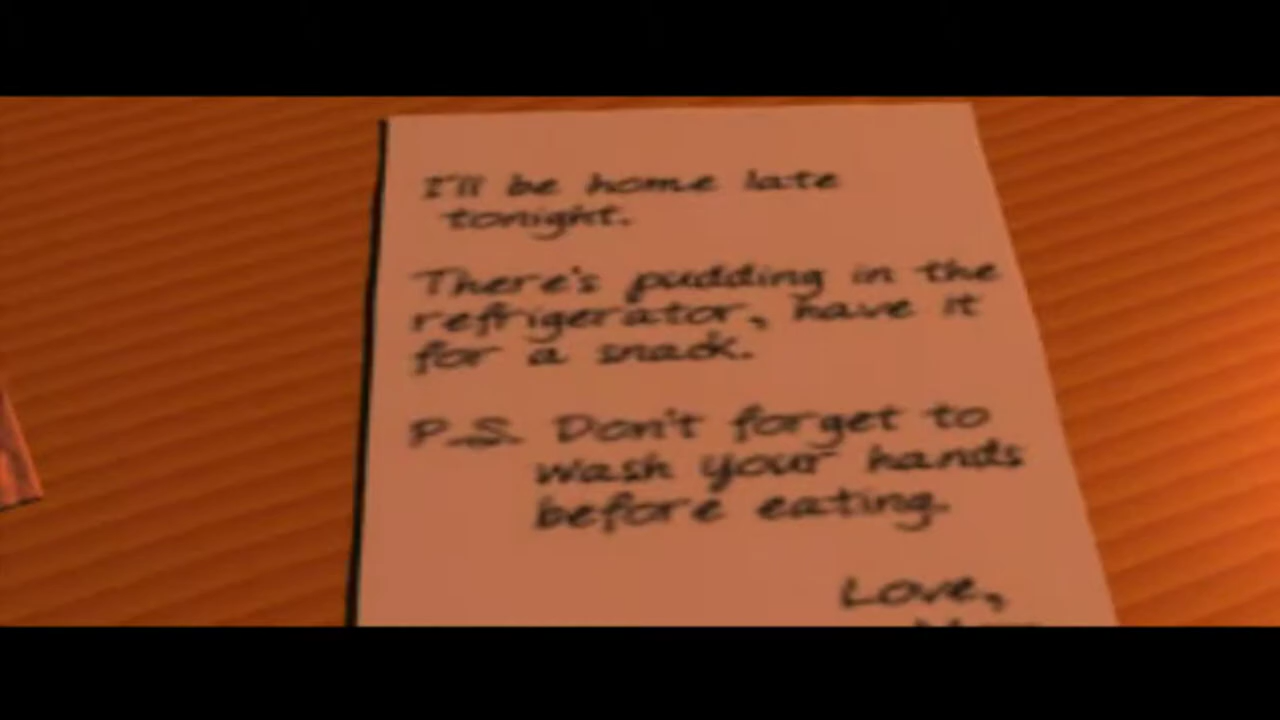 I'll be home late
tonight.
There's pudding in the
refrigerator, have it
for a snack.
P.S. Don't forget to
wash your hands
before eating.
Love,